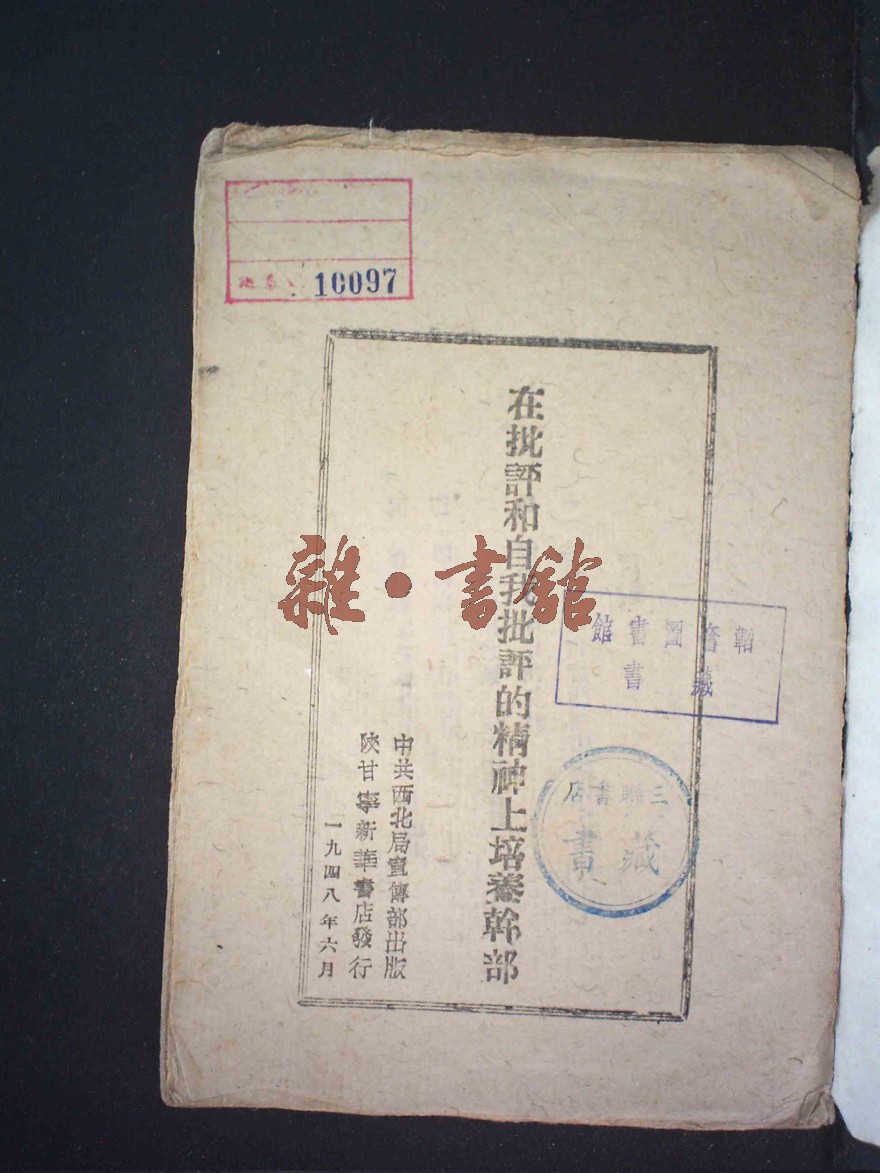 10097
在批評和自我批評的精神上培養幹部
中共西北局宣傳部出版
陝甘寧新華書店發行
一九四八年六月
雜·書館
韜奮圖書館
藏書
三聯書店
藏書